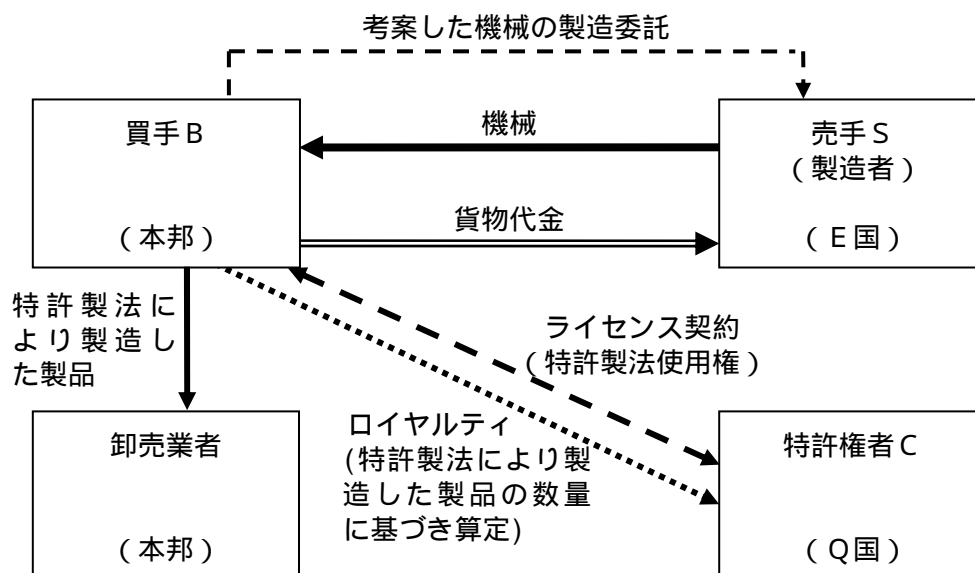 考案した機械の製造委託
買手B
(本邦)
機械
貨物代金
売手S
(製造者)
(E国)
特許製法に
より製造し
た製品
ライセンス契約
(特許製法使用権)
ロイヤルティ
(特許製法により製
造した製品の数量
に基づき算定)
卸売業者
(本邦)
特許権者C
(Q国)